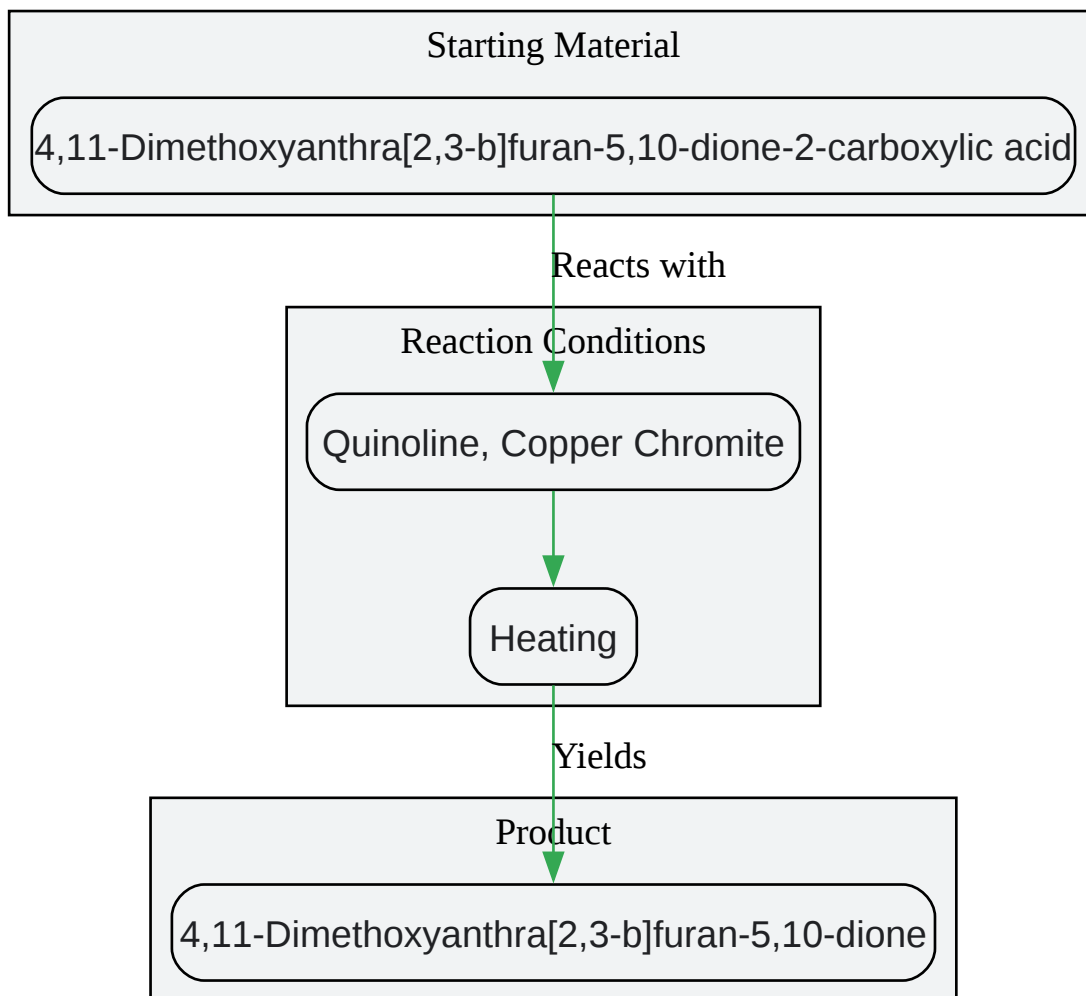 Starting Material
4,11-Dimethoxyanthra[2,3-b]furan-5,10-dione-2-carboxylic acid
Reacts with
Reaction Conditions
Quinoline, Copper Chromite
Heating
Yields
Product
4,11-Dimethoxyanthra[2,3-b]furan-5,10-dione